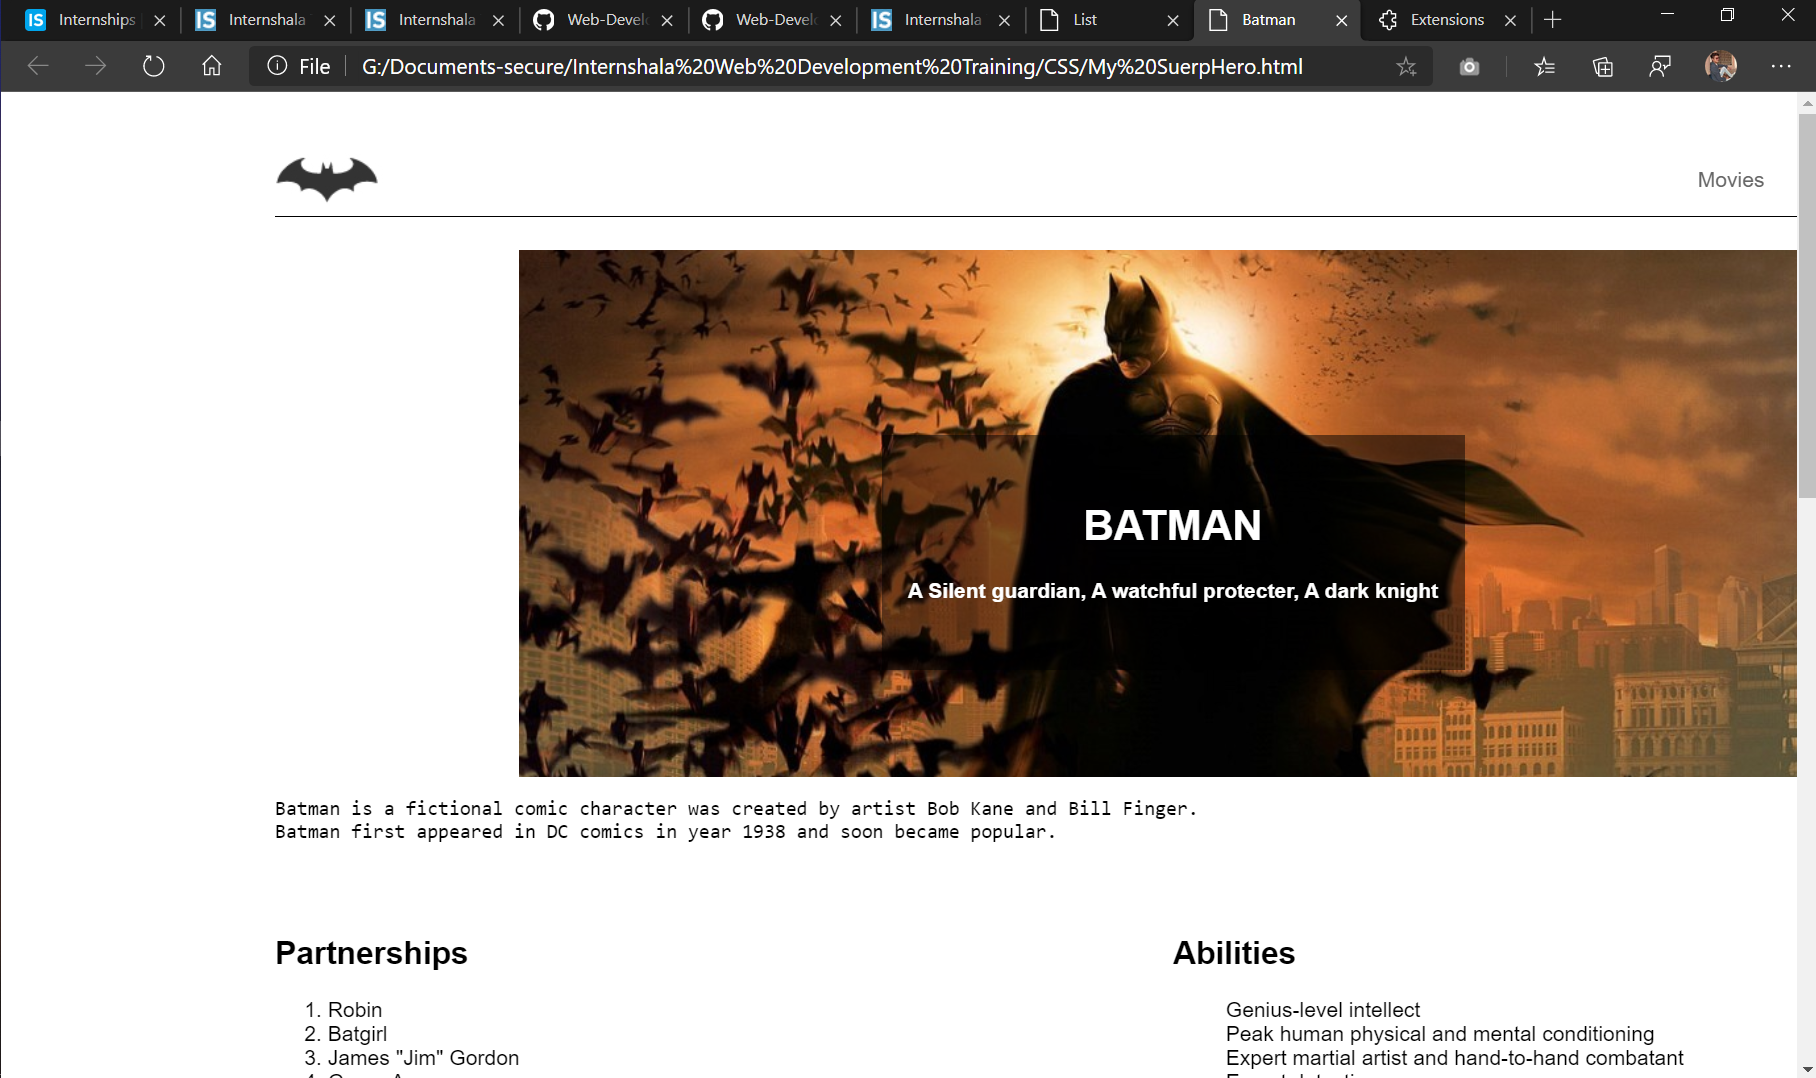 Internships
Internshala
Internshala
Web-Devel
Web-Devel
Internshala
List
Batman
Extensions
File
G:/Documents-secure/Internshala%20Web%20Development%20Training/CSS/My%20SuerpHero.html
Movies
BATMAN
A Silent guardian, A watchful protecter, A dark knight
Batman is a fictional comic character was created by artist Bob Kane and Bill Finger.
Batman first appeared in DC comics in year 1938 and soon became popular.
Partnerships
1. Robin
2. Batgirl
3. James "Jim" Gordon
Abilities
Genius-level intellect
Peak human physical and mental conditioning
Expert martial artist and hand-to-hand combatant